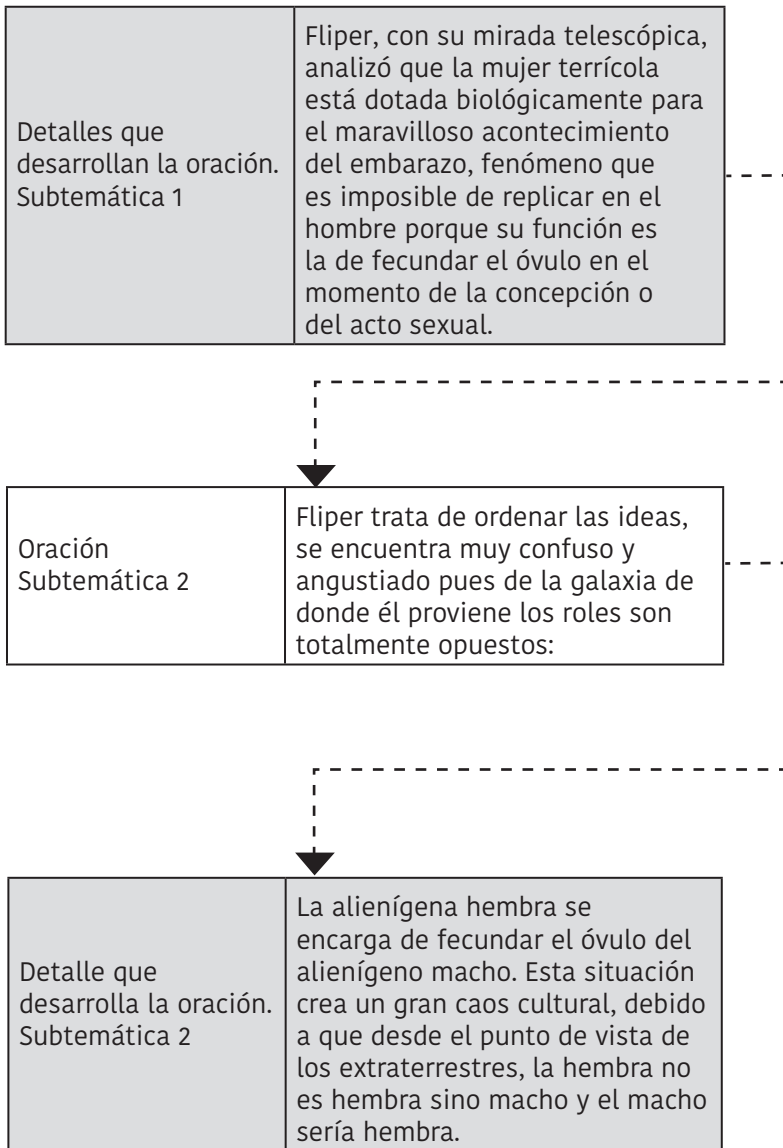 Detalles que
desarrollan la oración.
Subtemática 1
Fliper, con su mirada telescópica,
analizó que la mujer terrícola
está dotada biológicamente para
el maravilloso acontecimiento
del embarazo, fenómeno que
es imposible de replicar en el
hombre porque su función es
la de fecundar el óvulo en el
momento de la concepción o
del acto sexual.
Oración
Subtemática 2
Fliper trata de ordenar las ideas,
se encuentra muy confuso y
angustiado pues de la galaxia de
donde él proviene los roles son
totalmente opuestos:
Detalle que
desarrolla la oración.
Subtemática 2
La alienígena hembra se
encarga de fecundar el óvulo del
alienígeno macho. Esta situación
crea un gran caos cultural, debido
a que desde el punto de vista de
los extraterrestres, la hembra no
es hembra sino macho y el macho
sería hembra.